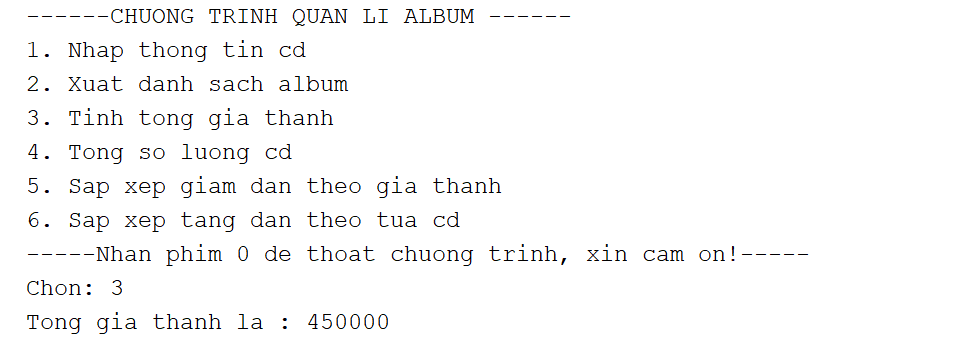 ------CHUONG TRINH QUAN LI ALBUM ------
1. Nhap thong tin cd
2. Xuat danh sach album
3. Tinh tong gia thanh
4. Tong so luong cd
5. Sap xep giam dan theo gia thanh
6. Sap xep tang dan theo tua cd
-----Nhan phim 0 de thoat chuong trinh, xin cam on!-----
Chon: 3
Tong gia thanh la : 450000